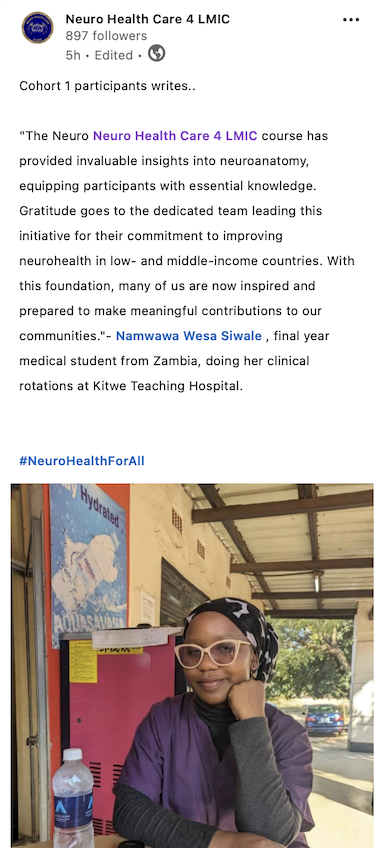 Neuro Health Care 4 LMIC
897 followers
5h • Edited •
Cohort 1 participants writes..
"The Neuro Neuro Health Care 4 LMIC course has
provided invaluable insights into neuroanatomy,
equipping participants with essential knowledge.
Gratitude goes to the dedicated team leading this
initiative for their commitment to improving
neurohealth in low- and middle-income countries. With
this foundation, many of us are now inspired and
prepared to make meaningful contributions to our
communities."- Namwawa Wesa Siwale , final year
medical student from Zambia, doing her clinical
rotations at Kitwe Teaching Hospital.
#NeuroHealthForAll
Hydrated
AQUASAVANA